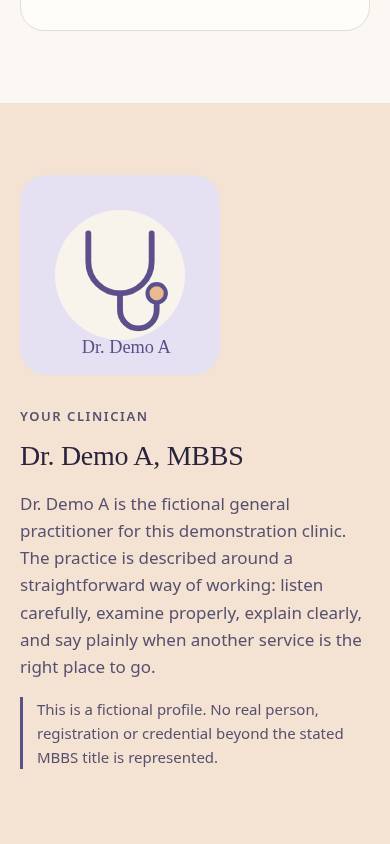 Dr. Demo A
YOUR CLINICIAN
Dr. Demo A, MBBS
Dr. Demo A is the fictional general
practitioner for this demonstration clinic.
The practice is described around a
straightforward way of working: listen
carefully, examine properly, explain clearly,
and say plainly when another service is the
right place to go.
This is a fictional profile. No real person,
registration or credential beyond the stated
MBBS title is represented.